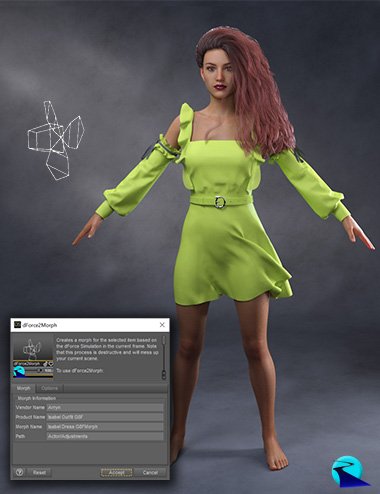 dForce2Morph
Creates a morph for the selected item based on
the dForce Simulation in the current frame. Note
that this process is destructive and will mess up
your current scene.
dForce2Morph
To use dForce2Morph:
Morph
Options
Morph Information
Vendor Name
Product Name
Isabel Outfit G8F
Morph Name
Isabel Dress G8FMorph
Path
Actor/Adjustments
?
Reset
Accept
Cancel